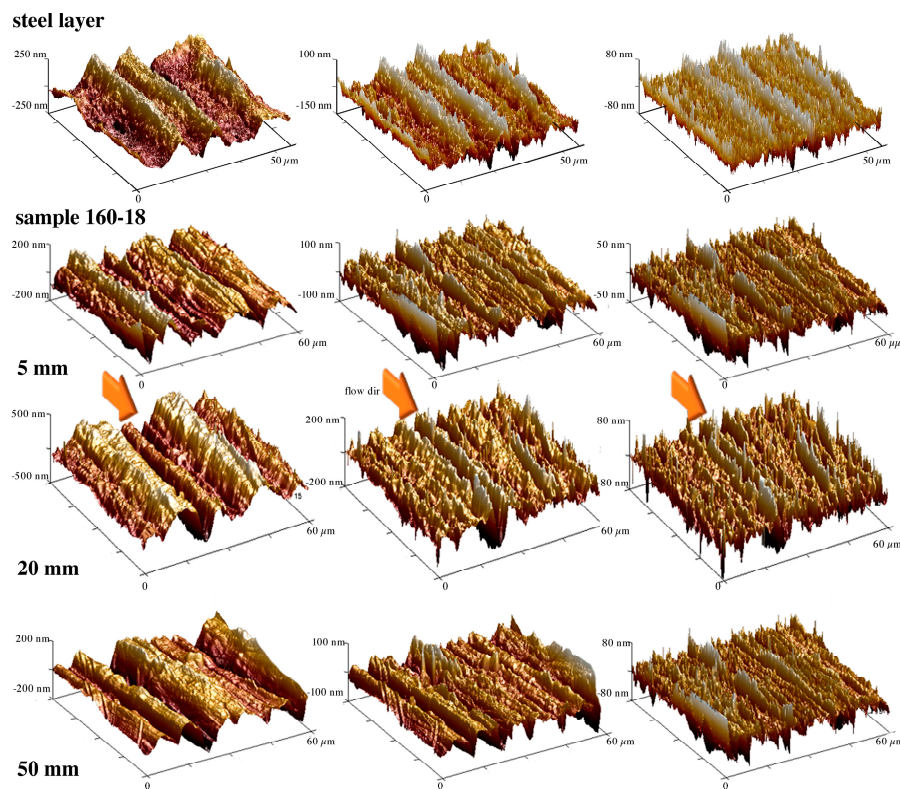 steel layer
250 nm
-250 nm
0
50 µm
100 nm
-150 nm
0
50 µm
80 nm
-80 nm
0
50 µm
sample 160-18
200 nm
-200 nm
0
60 µm
100 nm
-100 nm
0
60 µm
50 nm
-50 nm
0
60 µµ
5 mm
500 nm
-500 nm
15
0
60 µm
flow dir
200 nm
-200 nm
0
60 µm
80 nm
80 nm
0
60 µm
20 mm
200 nm
-200 nm
0
60 µm
100 nm
-100 nm
0
60 µm
80 nm
-80 nm
0
60 µm
50 mm